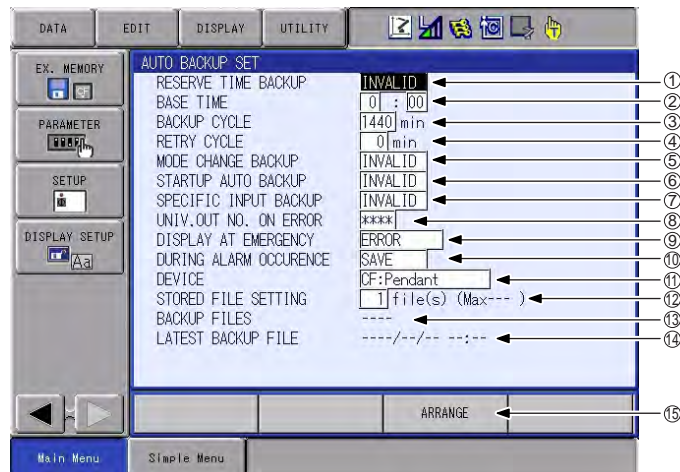 DATA EDIT DISPLAY UTILITY
EX. MEMORY
CF
PARAMETER
SETUP
DISPLAY SETUP
Aa
AUTO BACKUP SET
RESERVE TIME BACKUP INVALID ①
BASE TIME 0 : 00 ②
BACKUP CYCLE 1440 min ③
RETRY CYCLE 0 min ④
MODE CHANGE BACKUP INVALID ⑤
STARTUP AUTO BACKUP INVALID ⑥
SPECIFIC INPUT BACKUP INVALID ⑦
UNIV.OUT NO. ON ERROR **** ⑧
DISPLAY AT EMERGENCY ERROR ⑨
DURING ALARM OCCURENCE SAVE ⑩
DEVICE CF:Pendant ⑪
STORED FILE SETTING 1 file(s) (Max--- ) ⑫
BACKUP FILES ---- ⑬
LATEST BACKUP FILE ----/--/-- --:-- ⑭
ARRANGE ⑮
Main Menu Simple Menu